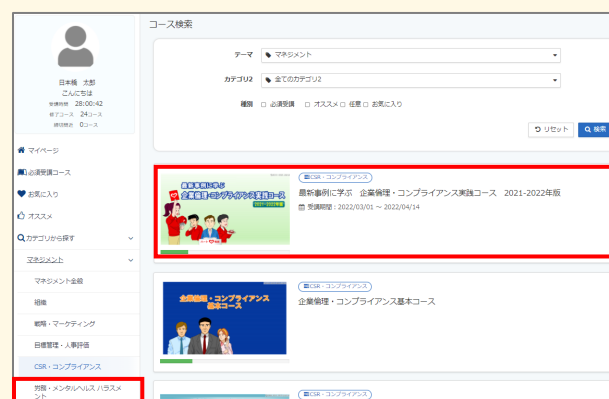 コース検索
日本橋 太郎
こんにちは
受講時間 28:00:42
修了コース 24コース
締切間近 0コース
マイページ
必須受講コース
お気に入り
オススメ
カテゴリから探す
マネジメント
マネジメント全般
組織
戦略・マーケティング
目標管理・人事評価
CSR・コンプライアンス
労務・メンタルヘルス ハラスメ
ント
テーマ マネジメント
カテゴリ2 全てのカテゴリ2
種別 必須受講 オススメ 任意 お気に入り
リセット 検索
最新事例に学ぶ
企業倫理・コンプライアンス実践コース
2021-2022年版
CSR・コンプライアンス
最新事例に学ぶ 企業倫理・コンプライアンス実践コース 2021-2022年版
受講期間：2022/03/01 ～ 2022/04/14
企業倫理・コンプライアンス
基本コース
CSR・コンプライアンス
企業倫理・コンプライアンス基本コース
CSR・コンプライアンス